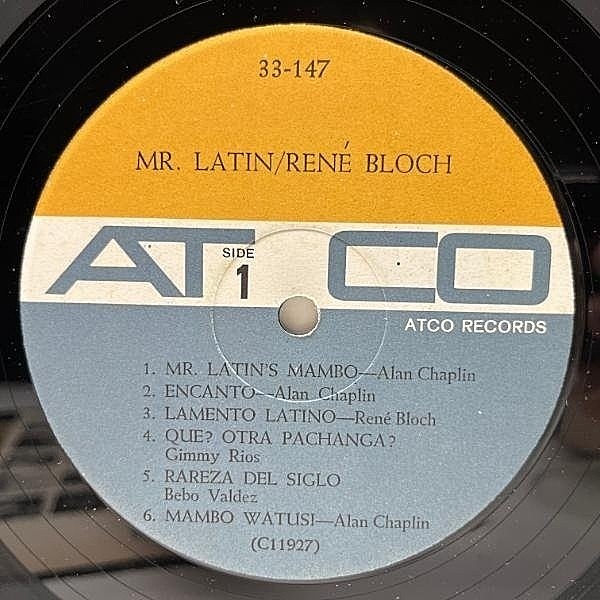 33-147
MR. LATIN/RENÉ BLOCH
ATCO
SIDE
1
ATCO RECORDS
1. MR. LATIN'S MAMBO—Alan Chaplin
2. ENCANTO—Alan Chaplin
3. LAMENTO LATINO—René Bloch
4. QUE? OTRA PACHANGA?
Gimmy Rios
5. RAREZA DEL SIGLO
Bebo Valdez
6. MAMBO WATUSI—Alan Chaplin
(C11927)